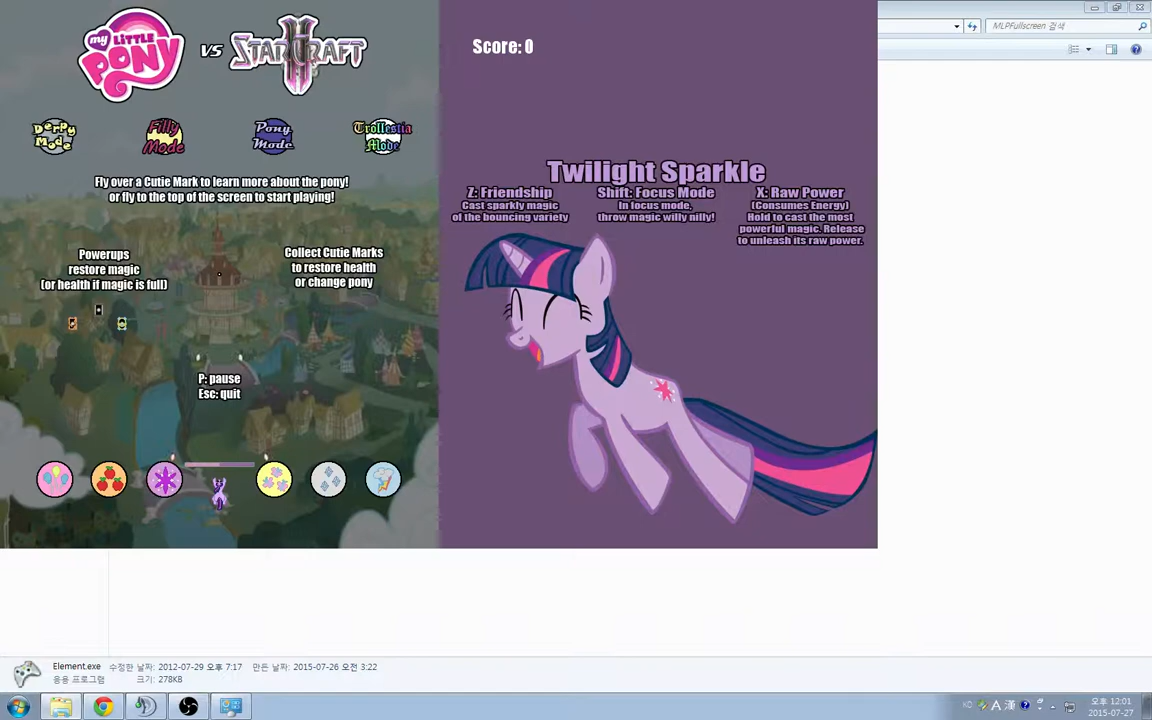 my LITTLE PONY vs STARCRAFT II
Score: 0
MLPFullscreen 검색
Derpy Mode
Filly Mode
Pony Mode
Trollestia Mode
Fly over a Cutie Mark to learn more about the pony!
or fly to the top of the screen to start playing!
Powerups
restore magic
(or health if magic is full)
Collect Cutie Marks
to restore health
or change pony
P: pause
Esc: quit
Twilight Sparkle
Z: Friendship
Cast sparkly magic
of the bouncing variety
Shift: Focus Mode
In focus mode,
throw magic willy nilly!
X: Raw Power
(Consumes Energy)
Hold to cast the most
powerful magic. Release
to unleash its raw power.
Element.exe 수정한 날짜: 2012-07-29 오후 7:17 만든 날짜: 2015-07-26 오전 3:22
응용 프로그램 크기: 278KB
A 漢
오후 12:01
2015-07-27